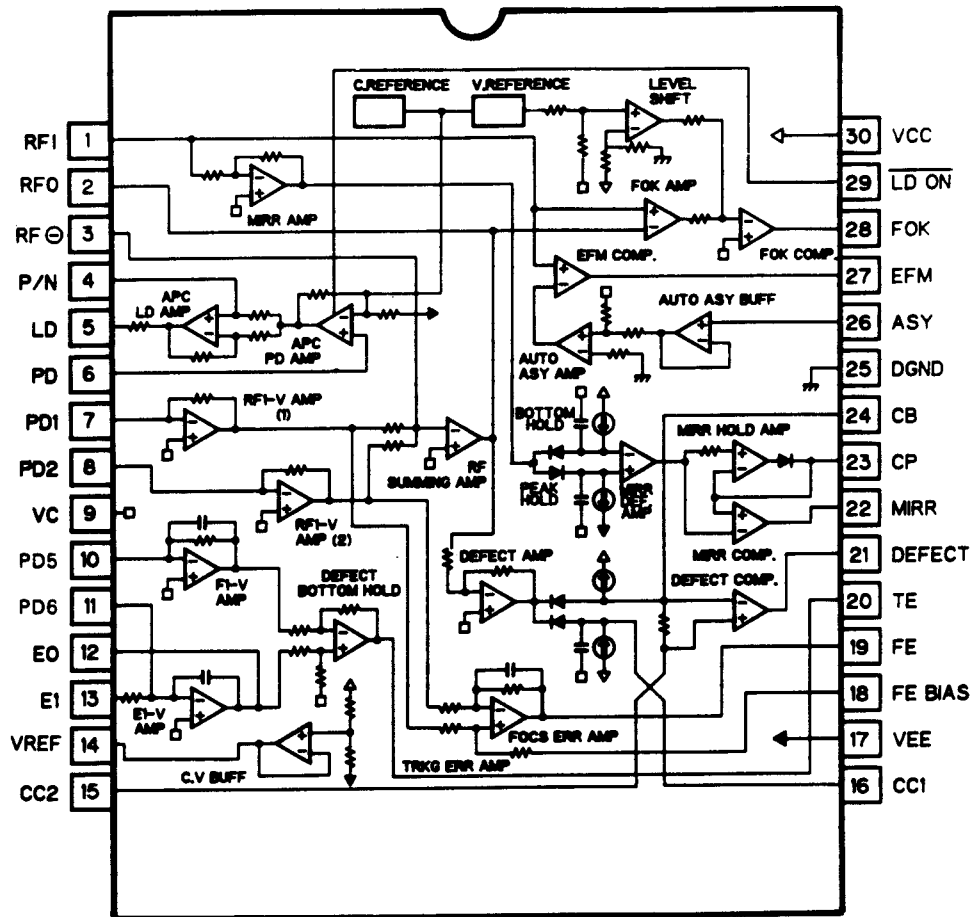 C.REFERENCE V.REFERENCE LEVEL
SHIFT
RF1 1
RF0 2
RF ⊖ 3
P/N 4
LD 5
PD 6
PD1 7
PD2 8
VC 9
PD5 10
PD6 11
E0 12
E1 13
VREF 14
CC2 15
30 VCC
29 LD ON
28 FOK
27 EFM
26 ASY
25 DGND
24 CB
23 CP
22 MIRR
21 DEFECT
20 TE
19 FE
18 FE BIAS
17 VEE
16 CC1
MIRR AMP
FOK AMP
FOK COMP.
EFM COMP.
APC
LD AMP
APC
PD AMP
AUTO ASY BUFF
AUTO
ASY AMP
RF1-V AMP
(1)
BOTTOM
HOLD
MIRR HOLD AMP
RF
SUMMING AMP
PEAK
HOLD
MIRR
DEF.
AMP
RF1-V
AMP (2)
MIRR COMP.
F1-V
AMP
DEFECT
BOTTOM HOLD
DEFECT AMP
DEFECT COMP.
E1-V AMP
FOCS ERR AMP
C.V BUFF
TRKG ERR AMP